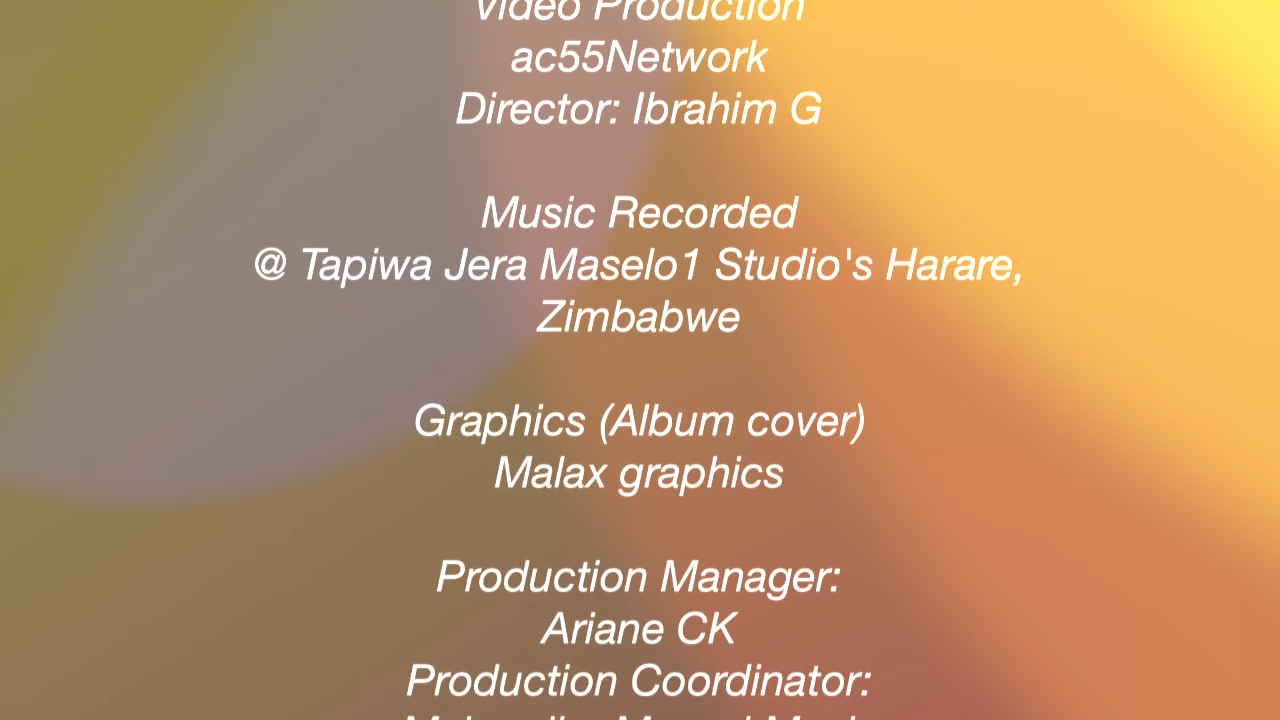 Video Production
ac55Network
Director: Ibrahim G
Music Recorded
@ Tapiwa Jera Maselo1 Studio's Harare,
Zimbabwe
Graphics (Album cover)
Malax graphics
Production Manager:
Ariane CK
Production Coordinator: